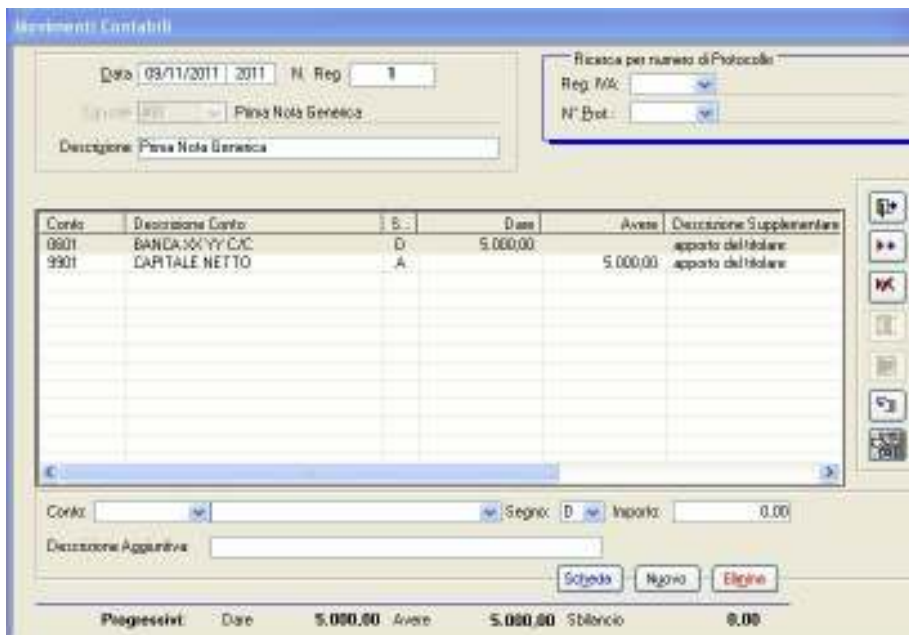 Movimenti Contabili
Data 09/11/2011 2011 N. Reg 1
Prima Nota Generica
Descrizione Prima Nota Generica
Ricerca per numero di Protocollo
Reg. IVA:
N° Prot.:
Conto Descrizione Conto S... Dare Avere Descrizione Supplementare
0601 BANCA XX YY C/C D 5.000,00 apporto del titolare
9901 CAPITALE NETTO A 5.000,00 apporto del titolare
Conto: Segno: D Importo: 0.00
Descrizione Aggiuntiva
Scheda Nuovo Elimina
Progressivi: Dare 5.000,00 Avere 5.000,00 Sbilancio 0.00